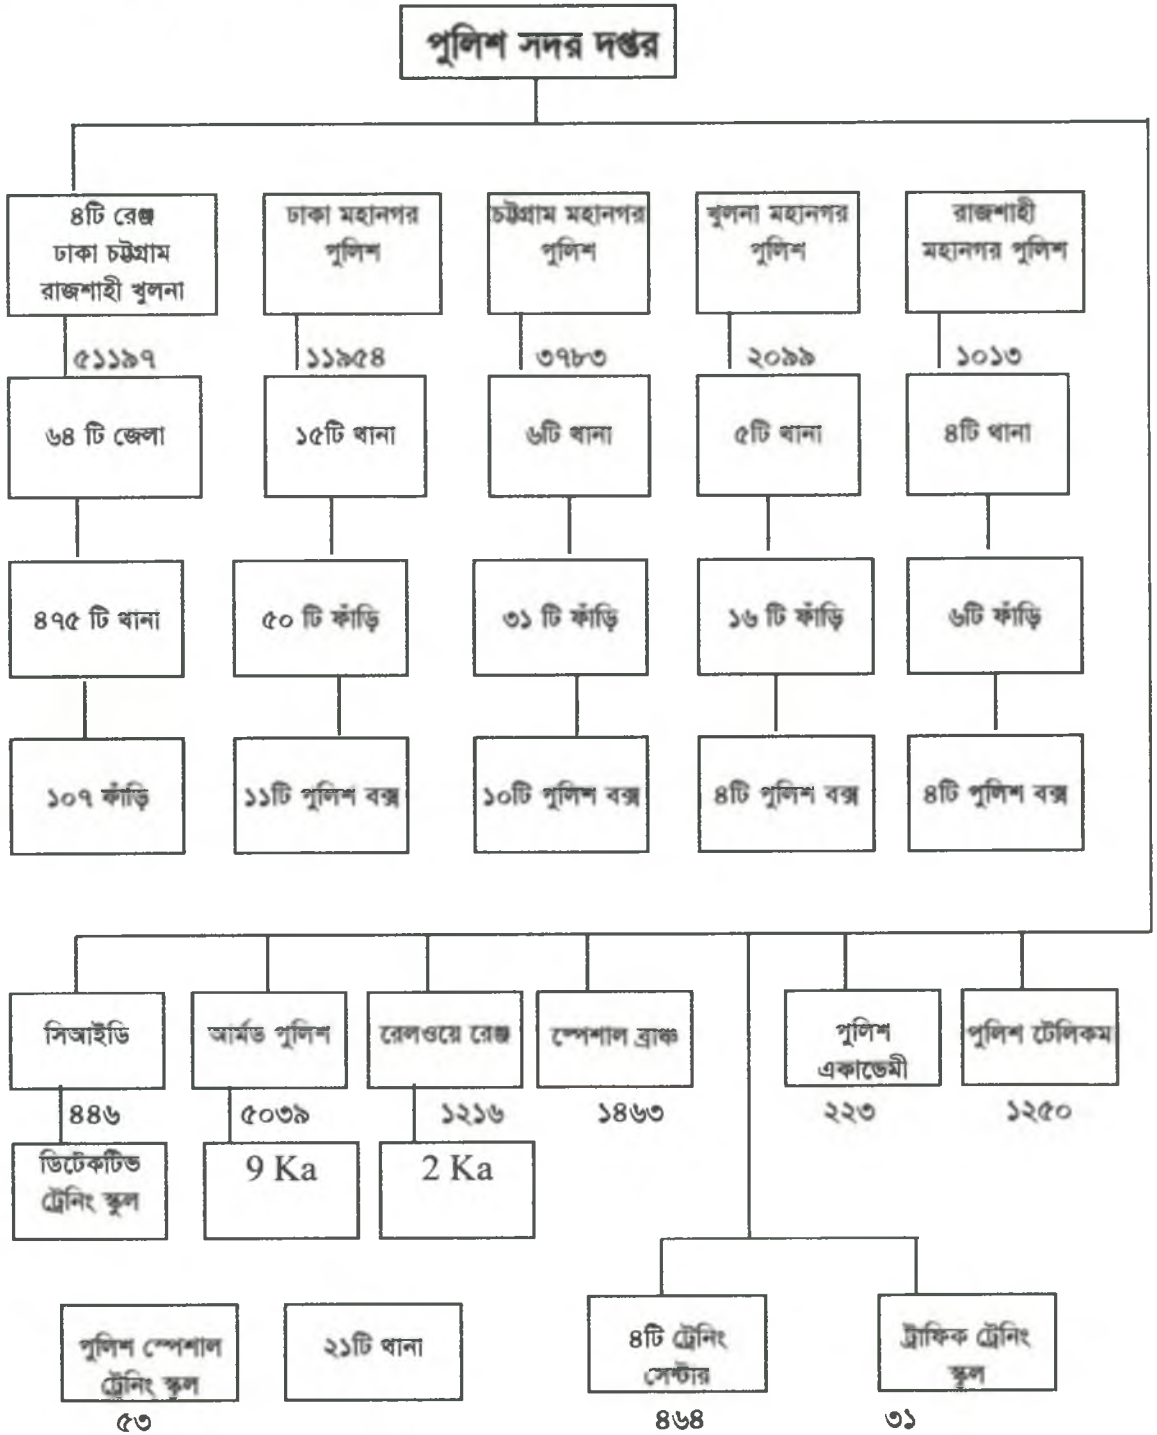 পুলিশ সদর দপ্তর
৪টি রেঞ্জ
ঢাকা চট্টগ্রাম
রাজশাহী খুলনা
ঢাকা মহানগর
পুলিশ
চট্টগ্রাম মহানগর
পুলিশ
খুলনা মহানগর
পুলিশ
রাজশাহী
মহানগর পুলিশ
৫১১৯৭
১১৯৫৪
৩৭৮৩
২০৯৯
১০১৩
৬৪ টি জেলা
১৫টি থানা
৬টি থানা
৫টি থানা
৪টি থানা
৪৭৫ টি থানা
৫০ টি ফাঁড়ি
৩১ টি ফাঁড়ি
১৬ টি ফাঁড়ি
৬টি ফাঁড়ি
১০৭ ফাঁড়ি
১১টি পুলিশ বক্স
১০টি পুলিশ বক্স
৪টি পুলিশ বক্স
৪টি পুলিশ বক্স
সিআইডি
আর্মড পুলিশ
রেলওয়ে রেঞ্জ
স্পেশাল ব্রাঞ্চ
পুলিশ
একাডেমী
পুলিশ টেলিকম
৪৪৬
৫০৩৯
১২১৬
১৪৬৩
২২৩
১২৫০
ডিটেকটিভ
ট্রেনিং স্কুল
9 Ka
2 Ka
পুলিশ স্পেশাল
ট্রেনিং স্কুল
২১টি থানা
৪টি ট্রেনিং
সেন্টার
ট্রাফিক ট্রেনিং
স্কুল
৫৩
৪৬৪
৩১